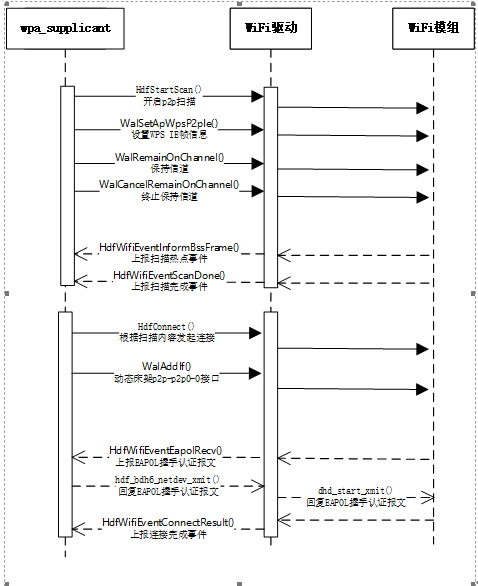 wpa_supplicant
WiFi驱动
WiFi模组
HdfStartScan()
开启p2p扫描
WalSetApWpsP2pIe()
设置WPS IE帧信息
WalRemainOnChannel()
保持信道
WalCancelRemainOnChannel()
终止保持信道
HdfWifiEventInformBssFrame()
上报扫描热点事件
HdfWifiEventScanDone()
上报扫描完成事件
HdfConnect()
根据扫描内容发起连接
WalAddIf()
动态床架p2p-p2p0-0接口
HdfWifiEventEapolRecv()
上报EAPOL握手认证报文
hdf_bdh6_netdev_xmit()
回复EAPOL握手认证报文
dhd_start_xmit()
回复EAPOL握手认证报文
HdfWifiEventConnectResult()
上报连接完成事件